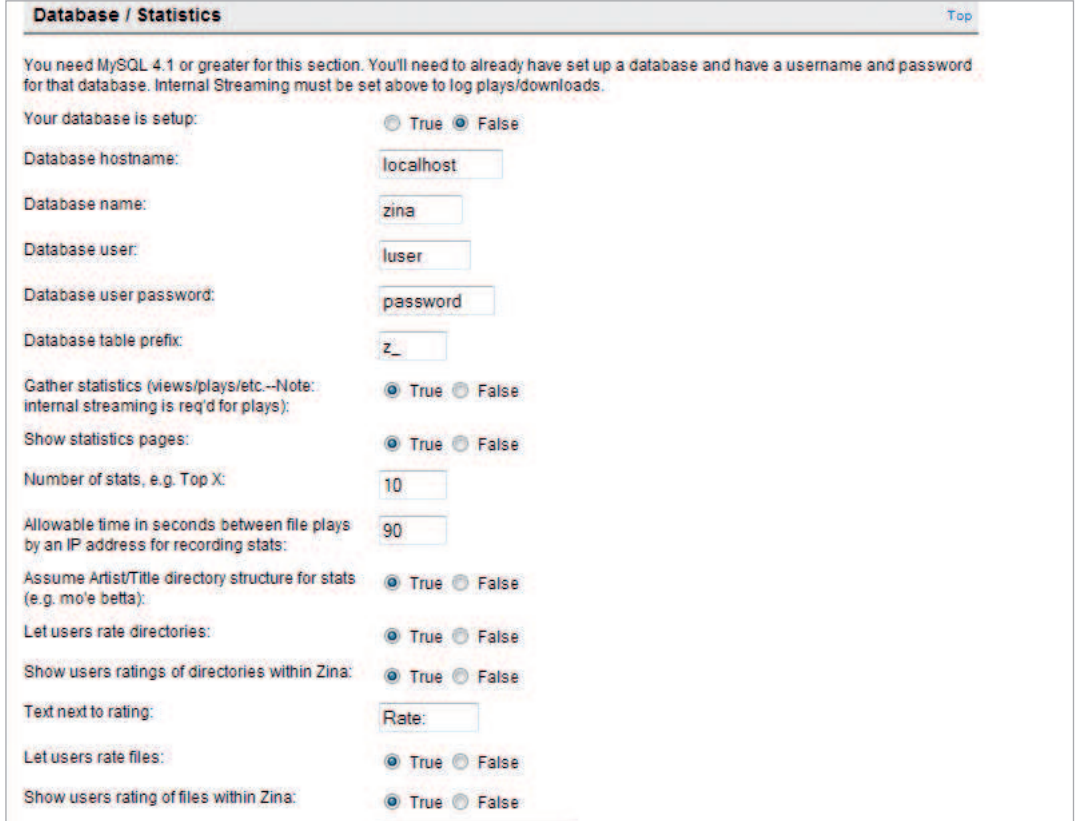 Database / Statistics Top
You need MySQL 4.1 or greater for this section. You'll need to already have set up a database and have a username and password
for that database. Internal Streaming must be set above to log plays/downloads.
Your database is setup: True False
Database hostname: localhost
Database name: zina
Database user: luser
Database user password: password
Database table prefix: z_
Gather statistics (views/plays/etc.--Note:
internal streaming is req'd for plays): True False
Show statistics pages: True False
Number of stats, e.g. Top X: 10
Allowable time in seconds between file plays
by an IP address for recording stats: 90
Assume Artist/Title directory structure for stats
(e.g. mo'e betta): True False
Let users rate directories: True False
Show users ratings of directories within Zina: True False
Text next to rating: Rate:
Let users rate files: True False
Show users rating of files within Zina: True False